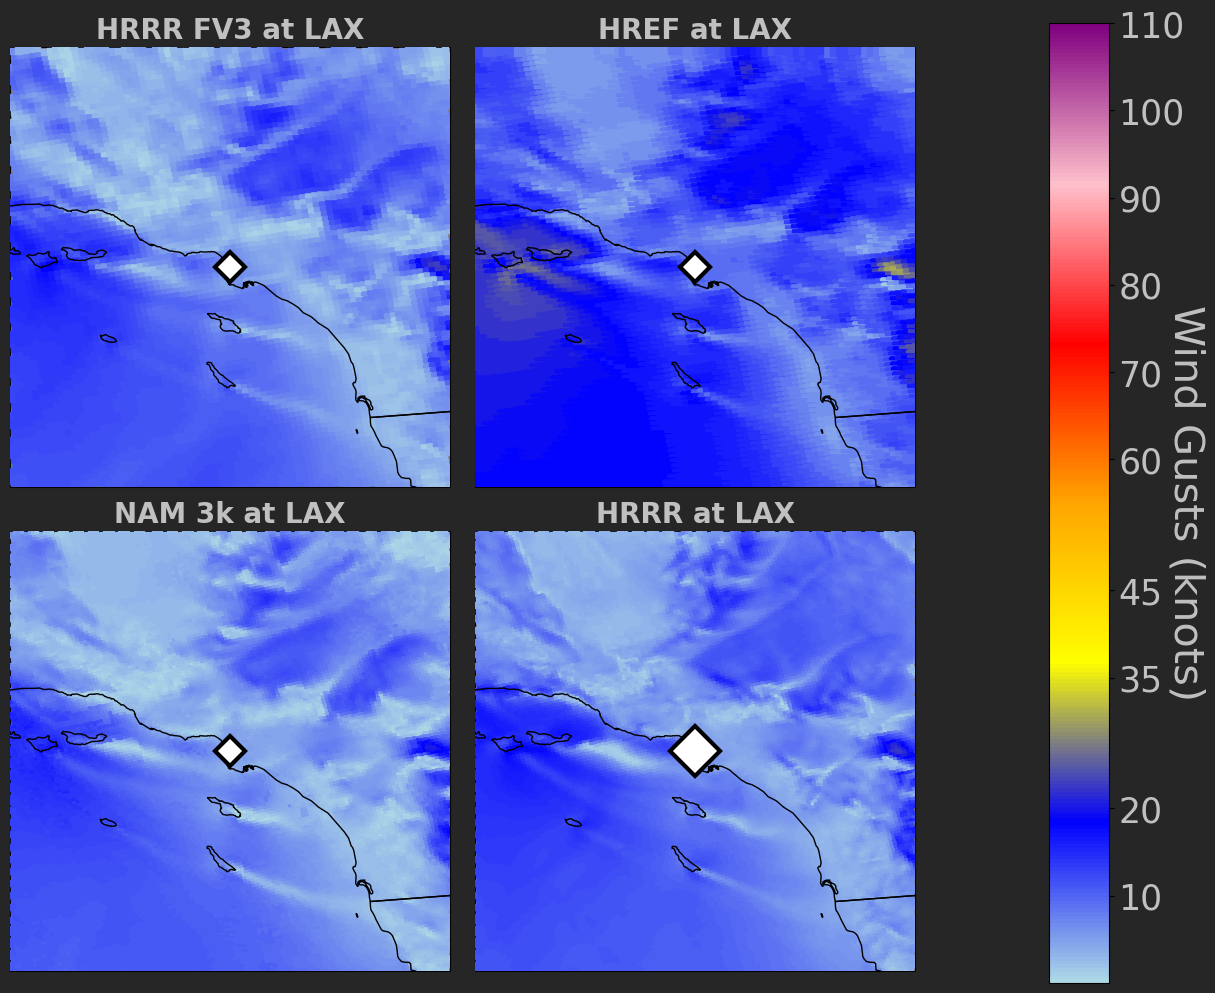 HRRR FV3 at LAX
HREF at LAX
NAM 3k at LAX
HRRR at LAX
110
100
90
80
70
60
45
35
20
10
Wind Gusts (knots)